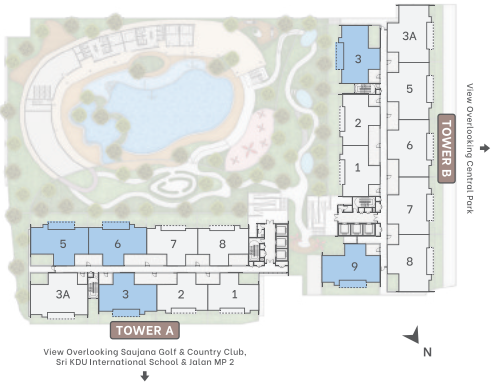 3A
3
5
2
6
1
7
9
8
TOWER B
View Overlooking Central Park
5 6 7 8
3A 3 2 1
TOWER A
View Overlooking Saujana Golf & Country Club,
Sri KDU International School & Jalan MP 2
N